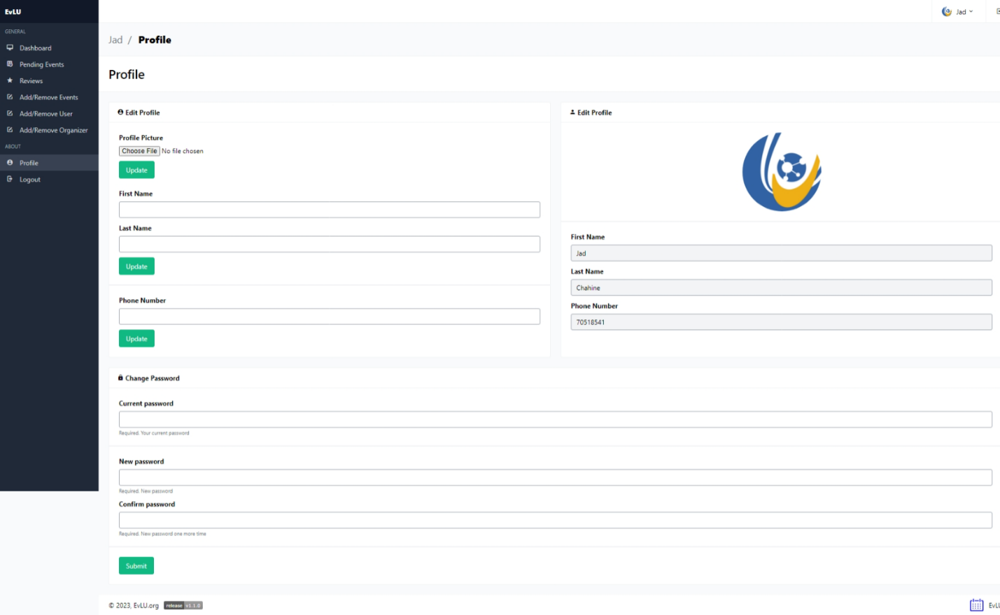 EvLU
Jad
GENERAL
Dashboard
Pending Events
Reviews
Add/Remove Events
Add/Remove User
Add/Remove Organizer
ABOUT
Profile
Logout
Jad / Profile
Profile
Edit Profile
Profile Picture
Choose File No file chosen
Update
First Name
Last Name
Update
Phone Number
Update
Edit Profile
First Name
Jad
Last Name
Chahine
Phone Number
70518541
Change Password
Current password
Required. Your current password
New password
Required. New password
Confirm password
Required. New password one more time
Submit
© 2023, EvLU.org release v1.1.0